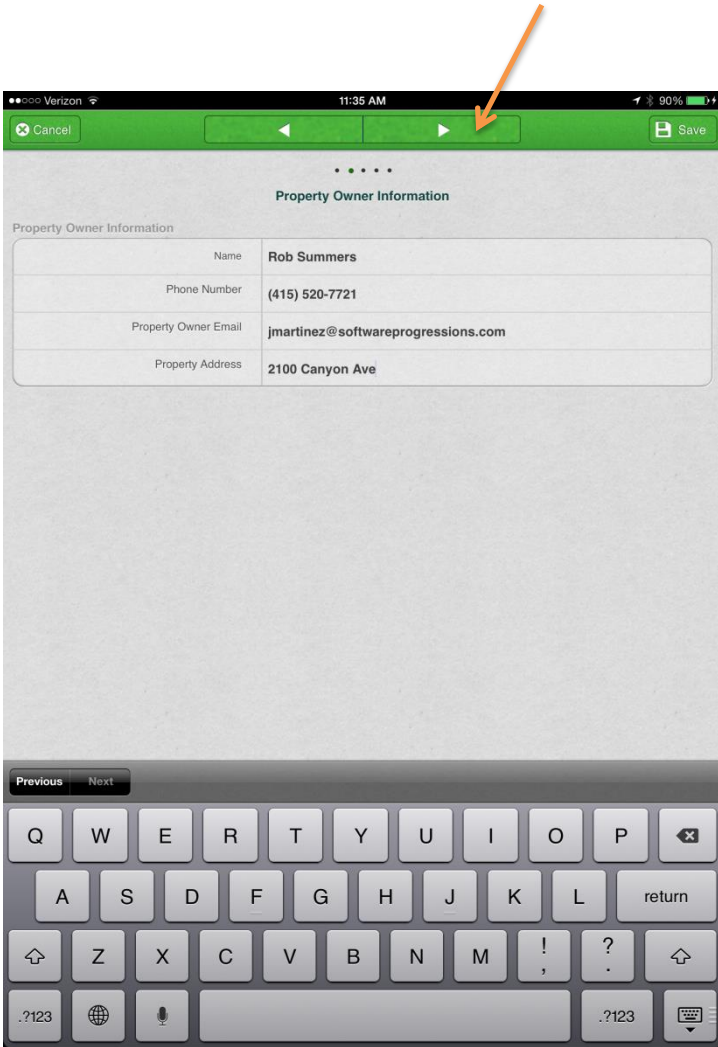 Verizon 11:35 AM 90%
Cancel Save
Property Owner Information
Property Owner Information
Name Rob Summers
Phone Number (415) 520-7721
Property Owner Email jmartinez@softwareprogressions.com
Property Address 2100 Canyon Ave
Previous Next
Q W E R T Y U I O P
A S D F G H J K L return
Z X C V B N M ! , ? .
.?123 .?123